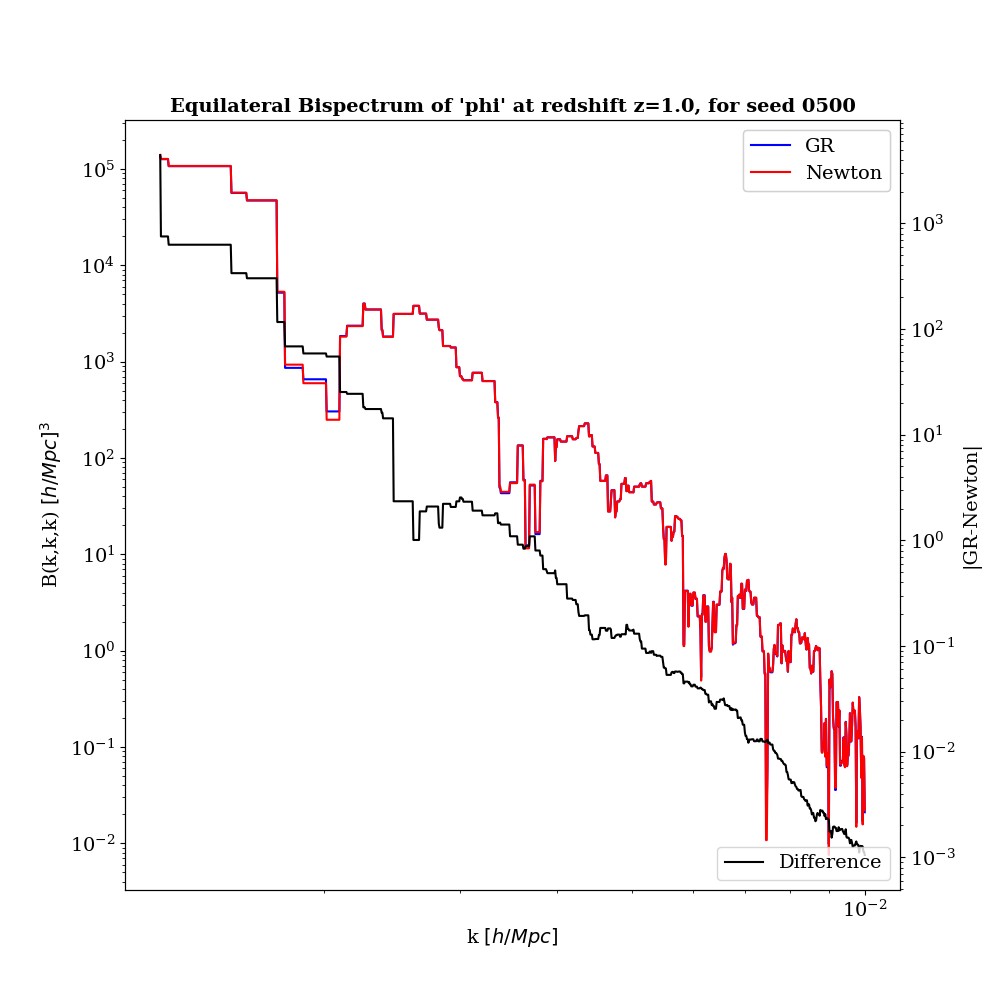 Equilateral Bispectrum of 'phi' at redshift z=1.0, for seed 0500
GR
Newton
10^5
10^4
10^3
10^2
10^1
10^0
10^-1
10^-2
B(k,k,k) [h/Mpc]^3
10^3
10^2
10^1
10^0
10^-1
10^-2
10^-3
|GR-Newton|
Difference
10^-2
k [h/Mpc]